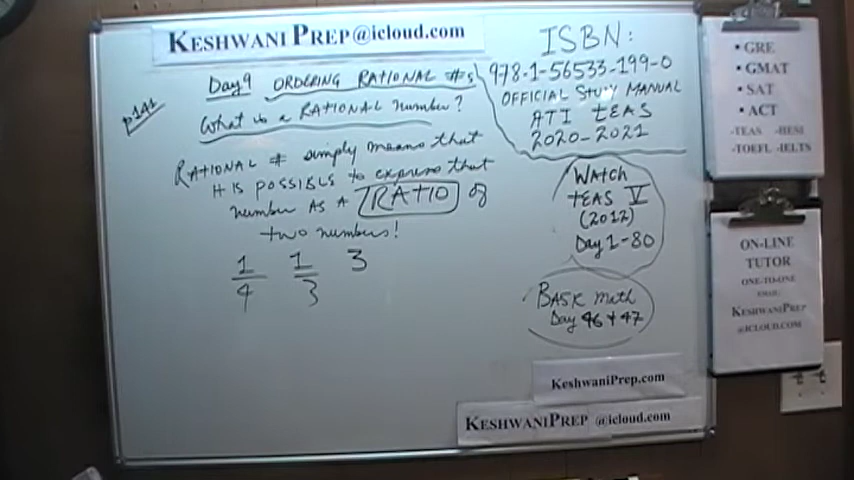 KESHWANIPREP@icloud.com
Day 9 ORDERING RATIONAL #s
p141
What is a RATIONAL number?
RATIONAL # simply means that
it is possible to express that
number AS A RATIO of
two numbers!
1/4 1/3 3
ISBN:
978-1-56533-199-0
OFFICIAL STUDY MANUAL
ATI TEAS
2020-2021
Watch
TEAS V
(2012)
Day 1-80
BASIC Math
Day 46 + 47
KeshwaniPrep.com
KESHWANIPREP @icloud.com
• GRE
• GMAT
• SAT
• ACT
-TEAS -HESI
-TOEFL -IELTS
ON-LINE
TUTOR
ONE-TO-ONE
KESHWANIPREP
@ICLOUD.COM